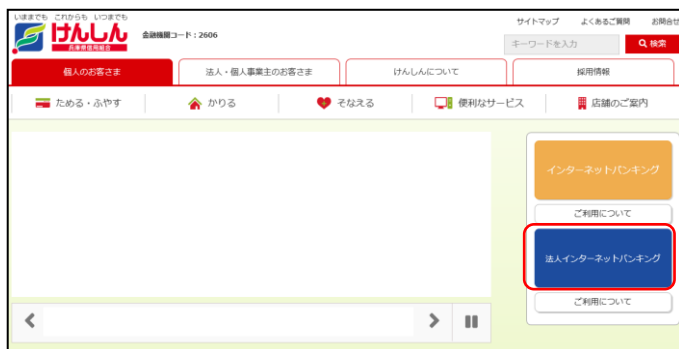 いままでも これからも いつまでも
けんしん
兵庫県信用組合
金融機関コード：2606
サイトマップ よくあるご質問 お問合せ
キーワードを入力 検索
個人のお客さま 法人・個人事業主のお客さま けんしんについて 採用情報
ためる・ふやす かりる そなえる 便利なサービス 店舗のご案内
インターネットバンキング
ご利用について
法人インターネットバンキング
ご利用について